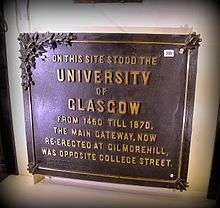 ON THIS SITE STOOD THE
UNIVERSITY
OF
GLASGOW
FROM 1460 TILL 1870,
THE MAIN GATEWAY, NOW
RE-ERECTED AT GILMOREHILL,
WAS OPPOSITE COLLEGE STREET.